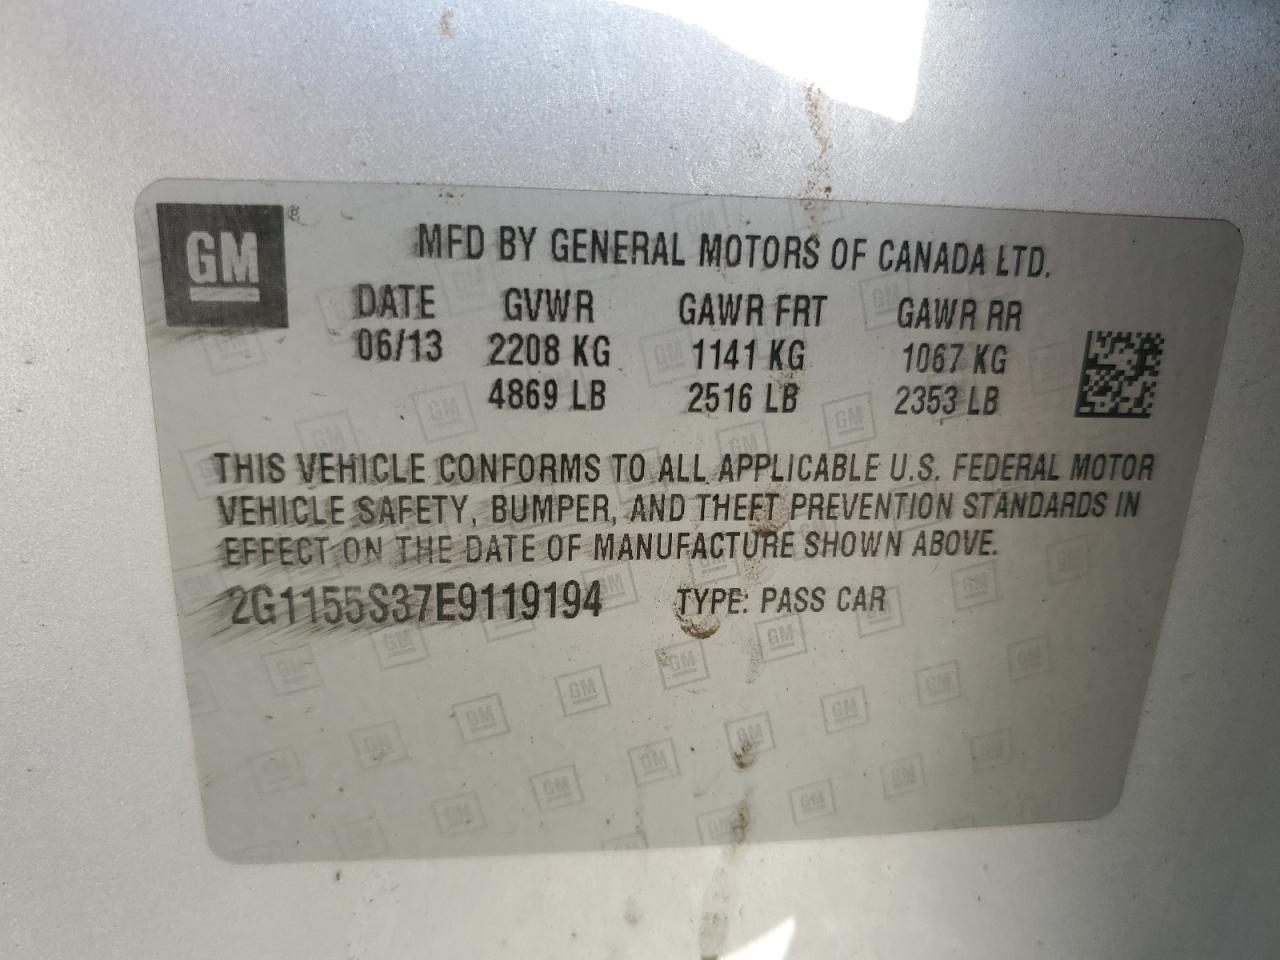 GM ®
MFD BY GENERAL MOTORS OF CANADA LTD.
DATE GVWR GAWR FRT GAWR RR
06/13 2208 KG 1141 KG 1067 KG
4869 LB 2516 LB 2353 LB
THIS VEHICLE CONFORMS TO ALL APPLICABLE U.S. FEDERAL MOTOR
VEHICLE SAFETY, BUMPER, AND THEFT PREVENTION STANDARDS IN
EFFECT ON THE DATE OF MANUFACTURE SHOWN ABOVE.
2G1155S37E9119194 TYPE: PASS CAR